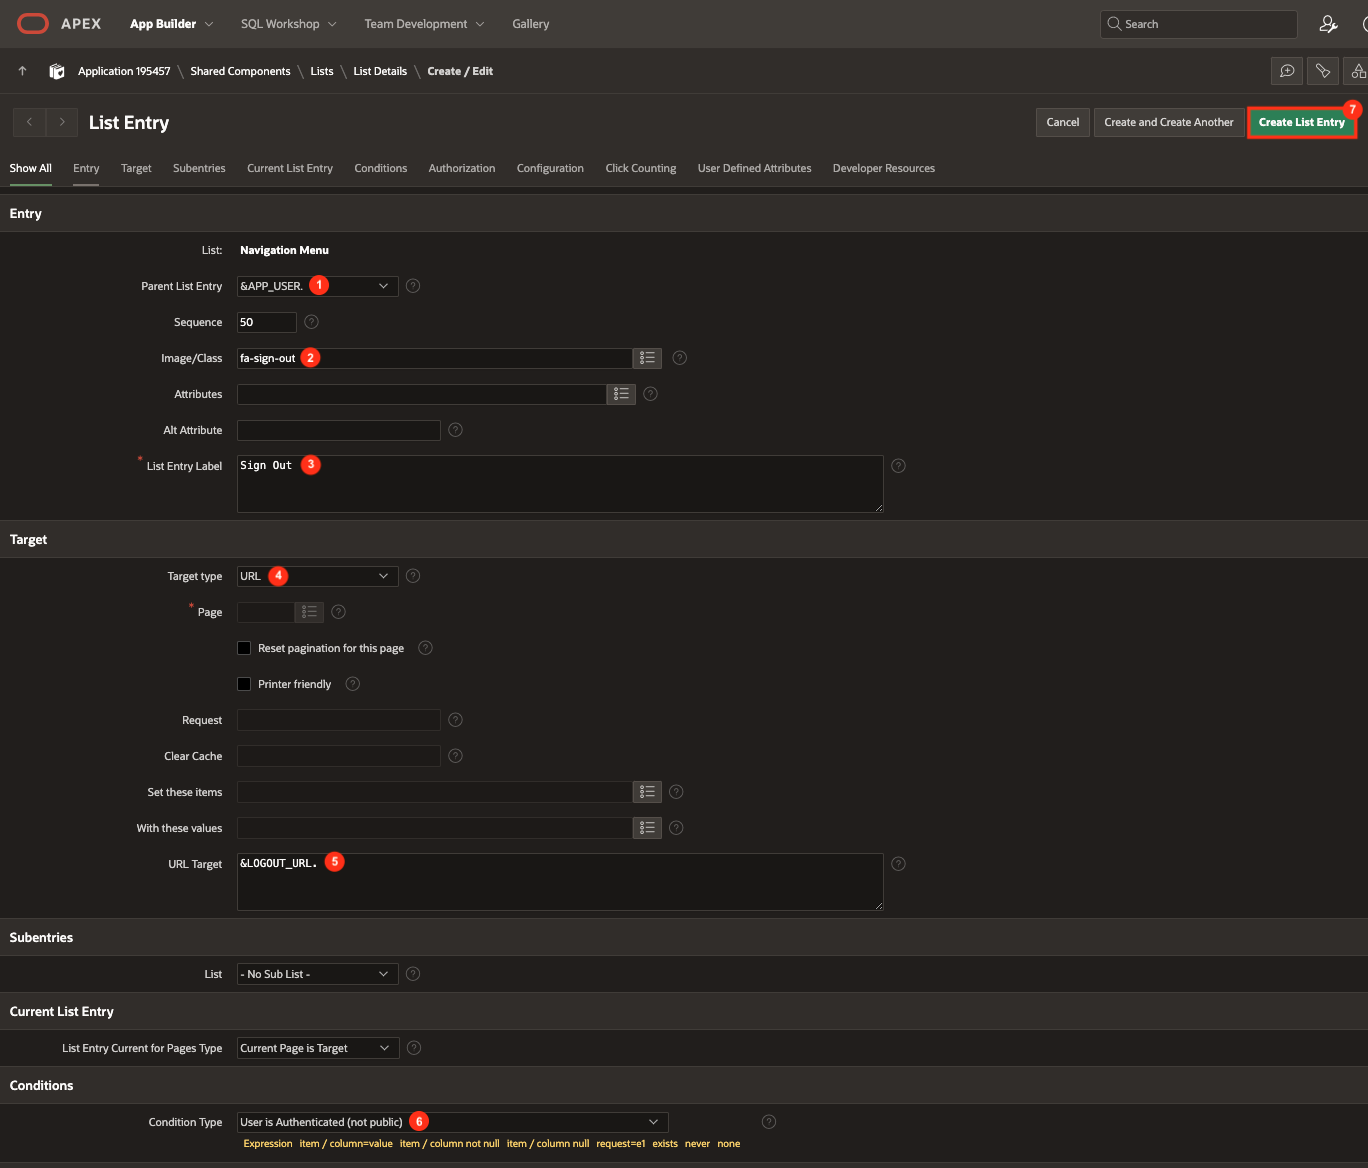 APEX App Builder SQL Workshop Team Development Gallery Search
Application 195457 \ Shared Components \ Lists \ List Details \ Create / Edit
List Entry Cancel Create and Create Another Create List Entry 7
Show All Entry Target Subentries Current List Entry Conditions Authorization Configuration Click Counting User Defined Attributes Developer Resources
Entry
List: Navigation Menu
Parent List Entry &APP_USER. 1 ?
Sequence 50 ?
Image/Class fa-sign-out 2 ?
Attributes ?
Alt Attribute ?
* List Entry Label Sign Out 3 ?
Target
Target type URL 4 ?
* Page ?
Reset pagination for this page ?
Printer friendly ?
Request ?
Clear Cache ?
Set these items ?
With these values ?
URL Target &LOGOUT_URL. 5 ?
Subentries
List - No Sub List - ?
Current List Entry
List Entry Current for Pages Type Current Page is Target ?
Conditions
Condition Type User is Authenticated (not public) 6 ?
Expression item / column=value item / column not null item / column null request=e1 exists never none